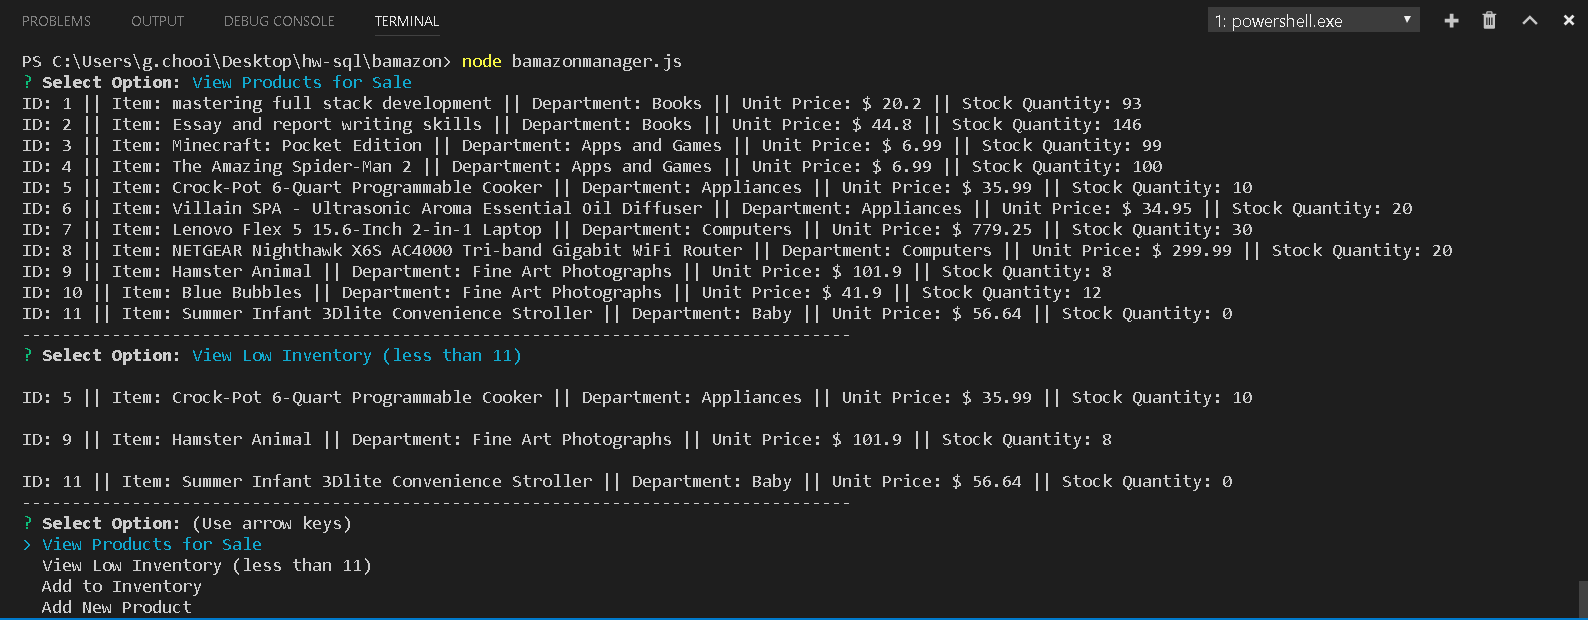 PROBLEMS OUTPUT DEBUG CONSOLE TERMINAL 1: powershell.exe
PS C:\Users\g.chooi\Desktop\hw-sql\bamazon> node bamazonmanager.js
? Select Option: View Products for Sale
ID: 1 || Item: mastering full stack development || Department: Books || Unit Price: $ 20.2 || Stock Quantity: 93
ID: 2 || Item: Essay and report writing skills || Department: Books || Unit Price: $ 44.8 || Stock Quantity: 146
ID: 3 || Item: Minecraft: Pocket Edition || Department: Apps and Games || Unit Price: $ 6.99 || Stock Quantity: 99
ID: 4 || Item: The Amazing Spider-Man 2 || Department: Apps and Games || Unit Price: $ 6.99 || Stock Quantity: 100
ID: 5 || Item: Crock-Pot 6-Quart Programmable Cooker || Department: Appliances || Unit Price: $ 35.99 || Stock Quantity: 10
ID: 6 || Item: Villain SPA - Ultrasonic Aroma Essential Oil Diffuser || Department: Appliances || Unit Price: $ 34.95 || Stock Quantity: 20
ID: 7 || Item: Lenovo Flex 5 15.6-Inch 2-in-1 Laptop || Department: Computers || Unit Price: $ 779.25 || Stock Quantity: 30
ID: 8 || Item: NETGEAR Nighthawk X6S AC4000 Tri-band Gigabit WiFi Router || Department: Computers || Unit Price: $ 299.99 || Stock Quantity: 20
ID: 9 || Item: Hamster Animal || Department: Fine Art Photographs || Unit Price: $ 101.9 || Stock Quantity: 8
ID: 10 || Item: Blue Bubbles || Department: Fine Art Photographs || Unit Price: $ 41.9 || Stock Quantity: 12
ID: 11 || Item: Summer Infant 3Dlite Convenience Stroller || Department: Baby || Unit Price: $ 56.64 || Stock Quantity: 0
-----------------------------------------------------------------------------------
? Select Option: View Low Inventory (less than 11)
ID: 5 || Item: Crock-Pot 6-Quart Programmable Cooker || Department: Appliances || Unit Price: $ 35.99 || Stock Quantity: 10
ID: 9 || Item: Hamster Animal || Department: Fine Art Photographs || Unit Price: $ 101.9 || Stock Quantity: 8
ID: 11 || Item: Summer Infant 3Dlite Convenience Stroller || Department: Baby || Unit Price: $ 56.64 || Stock Quantity: 0
-----------------------------------------------------------------------------------
? Select Option: (Use arrow keys)
> View Products for Sale
View Low Inventory (less than 11)
Add to Inventory
Add New Product